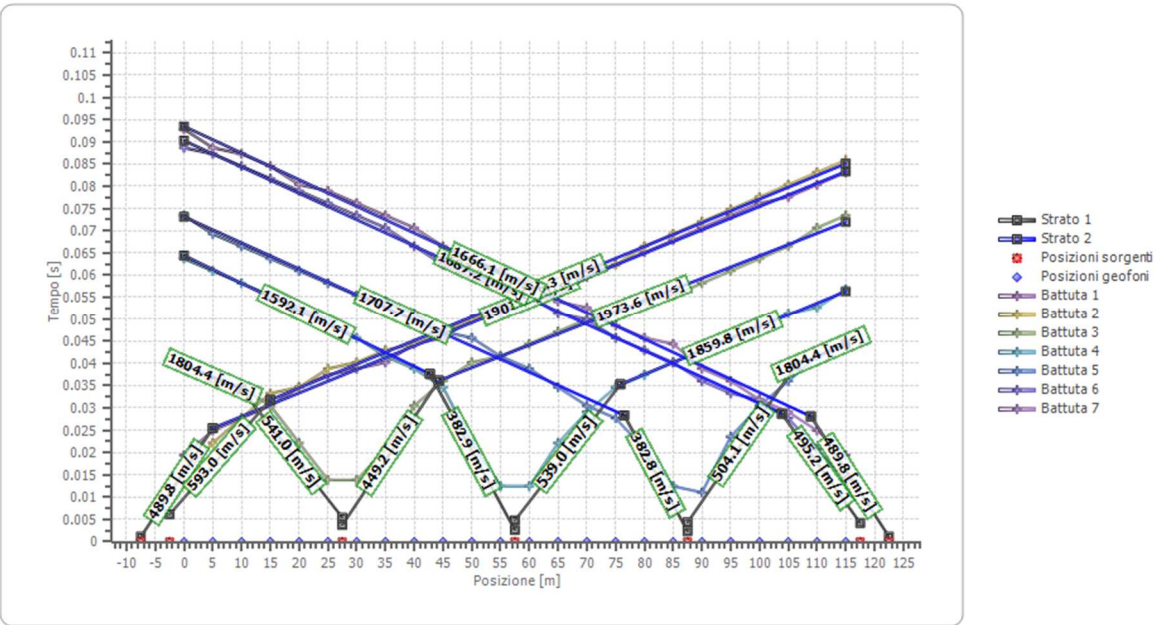 0.11
0.105
0.1
0.095
0.09
0.085
0.08
0.075
0.07
0.065
0.06
0.055
0.05
0.045
0.04
0.035
0.03
0.025
0.02
0.015
0.01
0.005
0
Tempo [s]
-10 -5 0 5 10 15 20 25 30 35 40 45 50 55 60 65 70 75 80 85 90 95 100 105 110 115 120 125
Posizione [m]
1666.1 [m/s]
1687.2 [m/s]
.3 [m/s]
1592.1 [m/s]
1707.7 [m/s]
1973.6 [m/s]
1859.8 [m/s]
1804.4 [m/s]
1804.4 [m/s]
489.8 [m/s]
593.0 [m/s]
541.0 [m/s]
449.2 [m/s]
382.9 [m/s]
539.0 [m/s]
382.8 [m/s]
504.1 [m/s]
495.2 [m/s]
489.8 [m/s]
Strato 1
Strato 2
Posizioni sorgenti
Posizioni geofoni
Battuta 1
Battuta 2
Battuta 3
Battuta 4
Battuta 5
Battuta 6
Battuta 7